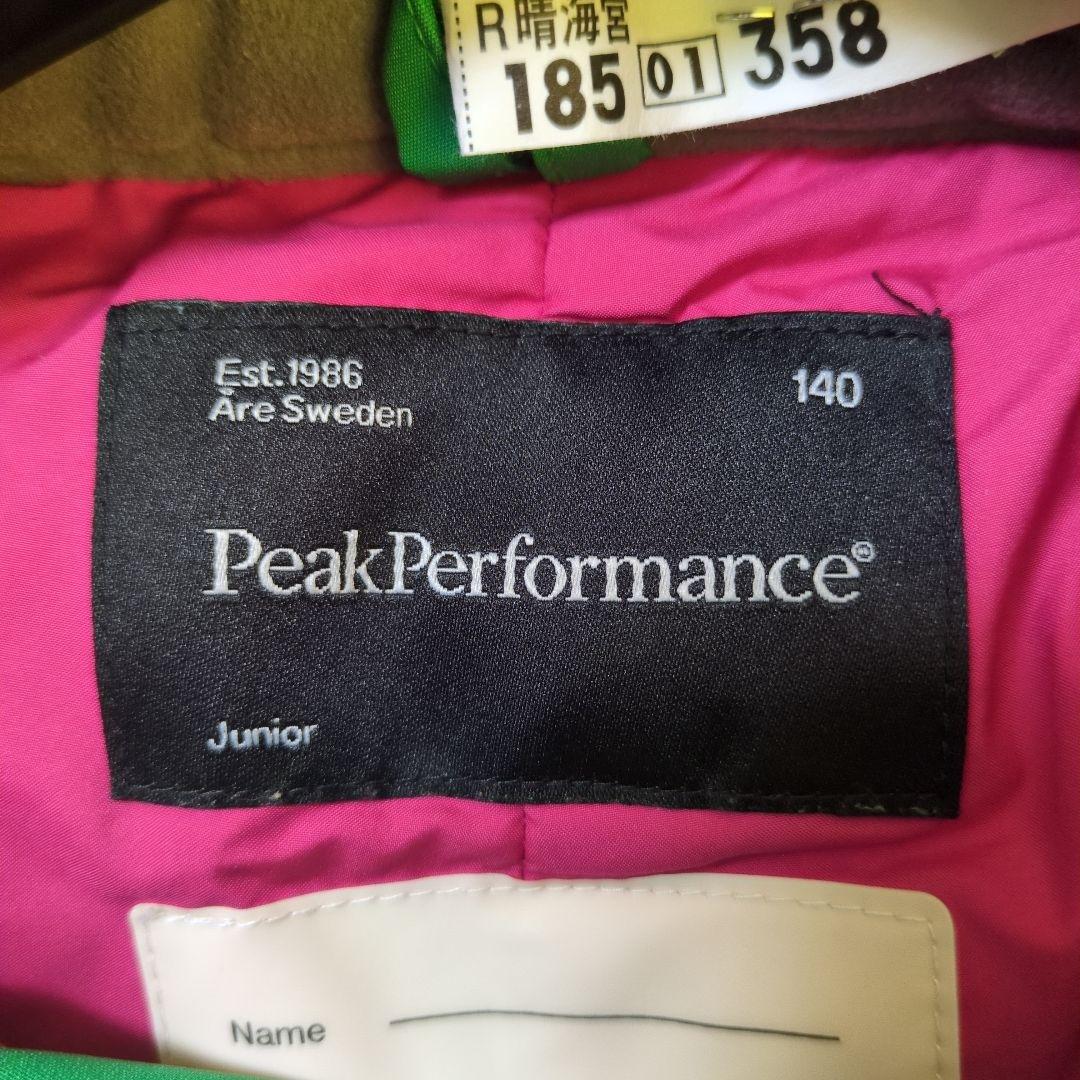 R晴海宮
185 01 358
Est.1986
Åre Sweden
140
PeakPerformance®
Junior
Name